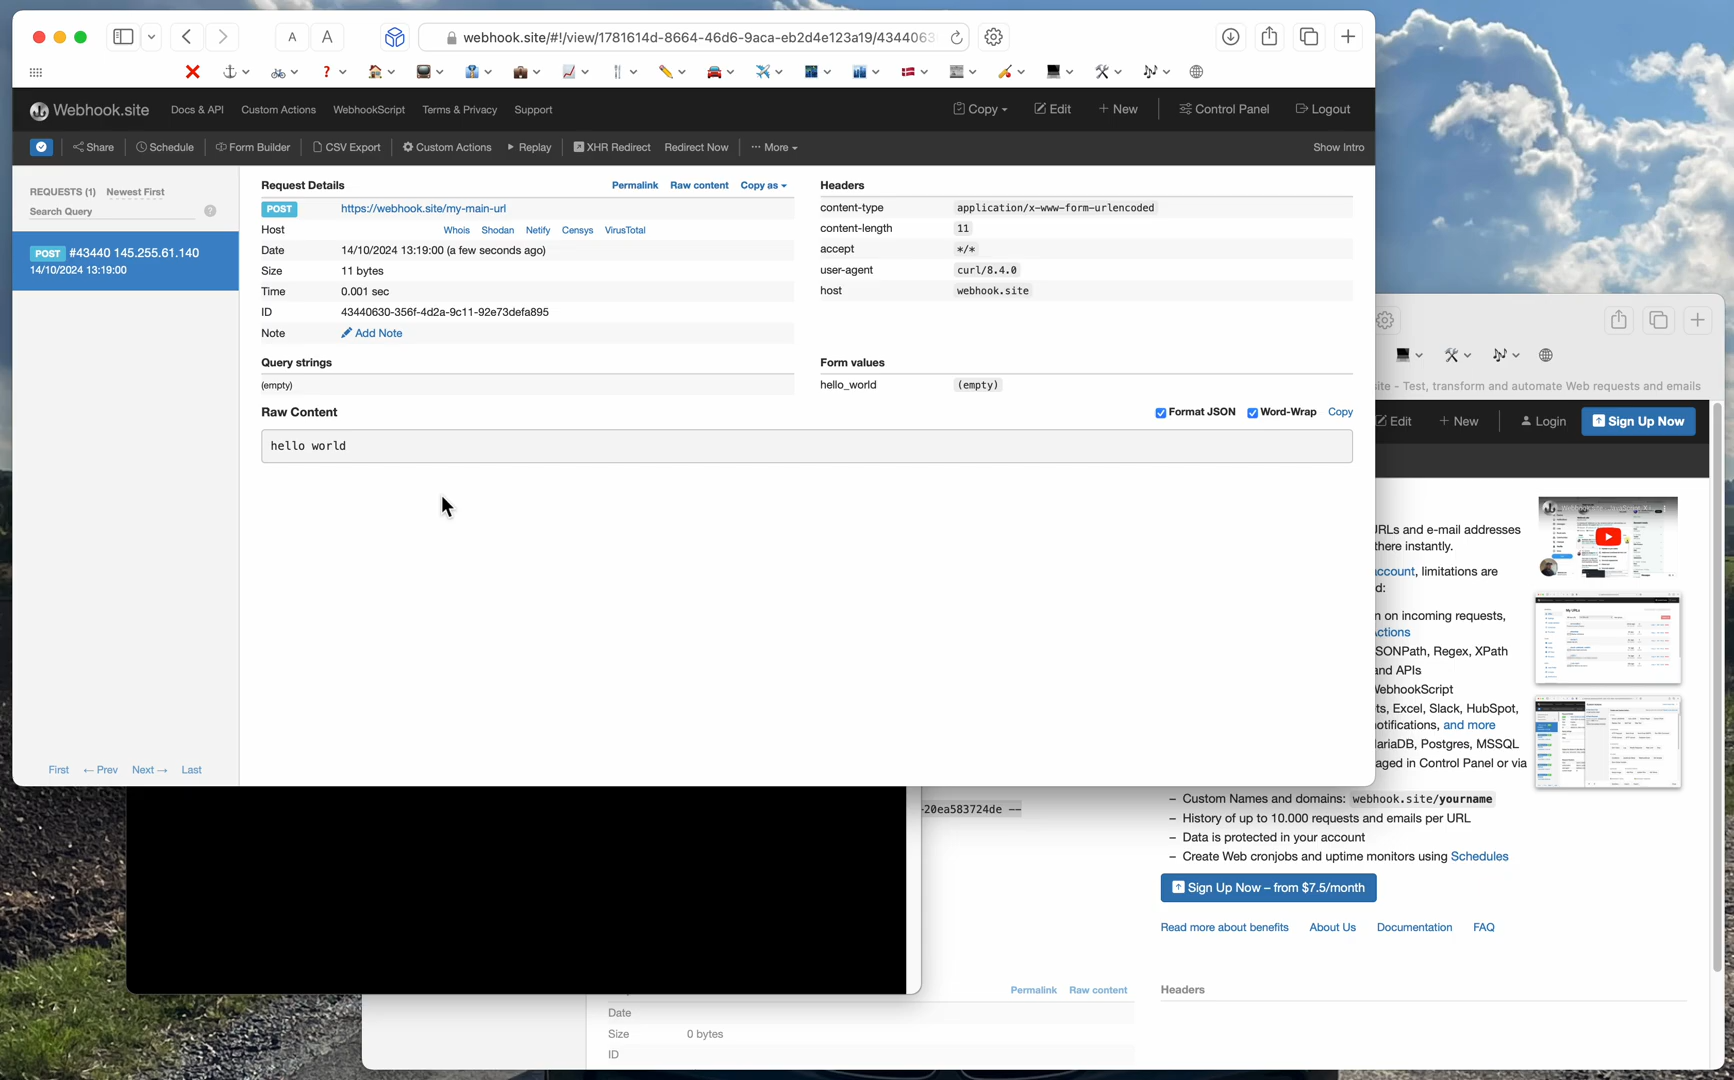 A A webhook.site/#!/view/1781614d-8664-46d6-9aca-eb2d4e123a19/4344063
Webhook.site Docs & API Custom Actions WebhookScript Terms & Privacy Support Copy Edit + New Control Panel Logout
Share Schedule Form Builder CSV Export Custom Actions Replay XHR Redirect Redirect Now ··· More Show Intro
REQUESTS (1) Newest First
Search Query ?
POST #43440 145.255.61.140
14/10/2024 13:19:00
First ← Prev Next → Last
Request Details Permalink Raw content Copy as
POST https://webhook.site/my-main-url
Host Whois Shodan Netify Censys VirusTotal
Date 14/10/2024 13:19:00 (a few seconds ago)
Size 11 bytes
Time 0.001 sec
ID 43440630-356f-4d2a-9c11-92e73defa895
Note Add Note
Headers
content-type application/x-www-form-urlencoded
content-length 11
accept */*
user-agent curl/8.4.0
host webhook.site
Query strings
(empty)
Form values
hello_world (empty)
Raw Content Format JSON Word-Wrap Copy
hello world
site - Test, transform and automate Web requests and emails
Edit + New Login Sign Up Now
URLs and e-mail addresses
there instantly.
account, limitations are
d:
n on incoming requests,
Actions
SONPath, Regex, XPath
and APIs
WebhookScript
ts, Excel, Slack, HubSpot,
notifications, and more
MariaDB, Postgres, MSSQL
aged in Control Panel or via
– Custom Names and domains: webhook.site/yourname
– History of up to 10.000 requests and emails per URL
– Data is protected in your account
– Create Web cronjobs and uptime monitors using Schedules
Sign Up Now – from $7.5/month
Read more about benefits About Us Documentation FAQ
20ea583724de --
Permalink Raw content
Headers
Date
Size 0 bytes
ID